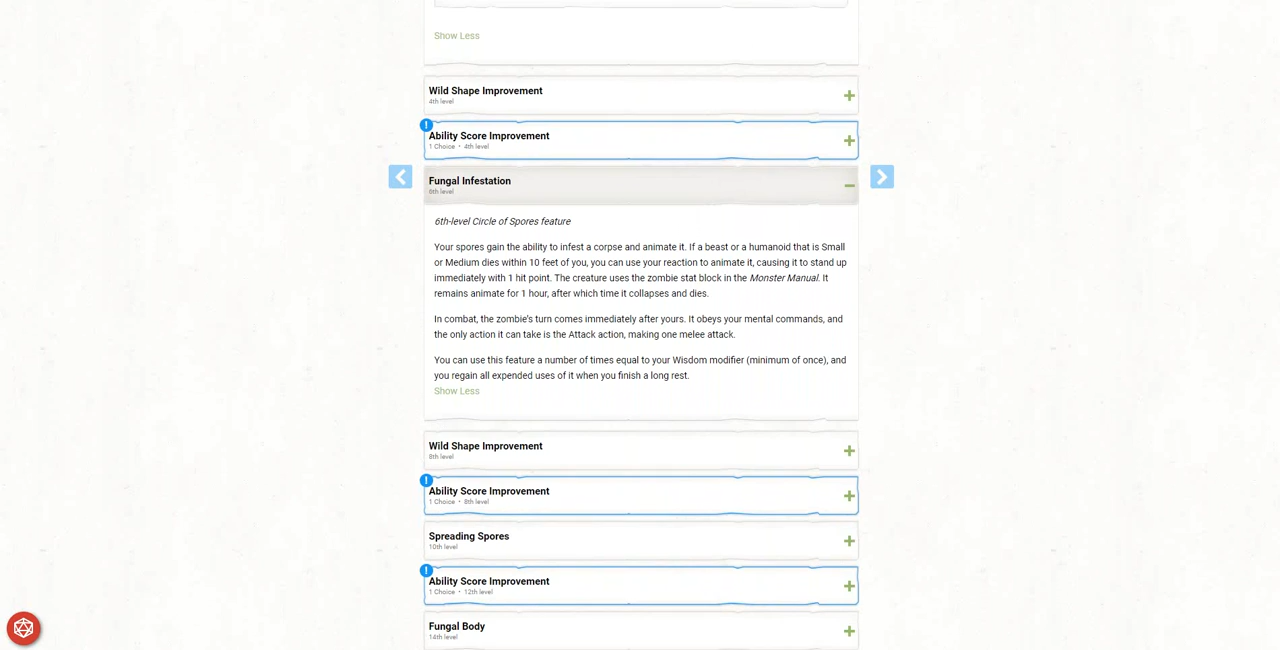 Show Less
Wild Shape Improvement
4th level
!
Ability Score Improvement
1 Choice • 4th level
Fungal Infestation
6th level
6th-level Circle of Spores feature
Your spores gain the ability to infest a corpse and animate it. If a beast or a humanoid that is Small
or Medium dies within 10 feet of you, you can use your reaction to animate it, causing it to stand up
immediately with 1 hit point. The creature uses the zombie stat block in the Monster Manual. It
remains animate for 1 hour, after which time it collapses and dies.
In combat, the zombie's turn comes immediately after yours. It obeys your mental commands, and
the only action it can take is the Attack action, making one melee attack.
You can use this feature a number of times equal to your Wisdom modifier (minimum of once), and
you regain all expended uses of it when you finish a long rest.
Show Less
Wild Shape Improvement
8th level
!
Ability Score Improvement
1 Choice • 8th level
Spreading Spores
10th level
!
Ability Score Improvement
1 Choice • 12th level
Fungal Body
14th level